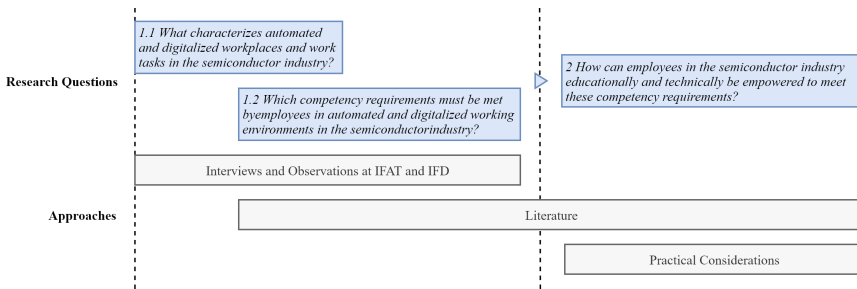 1.1 What characterizes automated
and digitalized workplaces and work
tasks in the semiconductor industry?
Research Questions
2 How can employees in the semiconductor industry
educationally and technically be empowered to meet
these competency requirements?
1.2 Which competency requirements must be met
byemployees in automated and digitalized working
environments in the semiconductorindustry?
Interviews and Observations at IFAT and IFD
Approaches
Literature
Practical Considerations